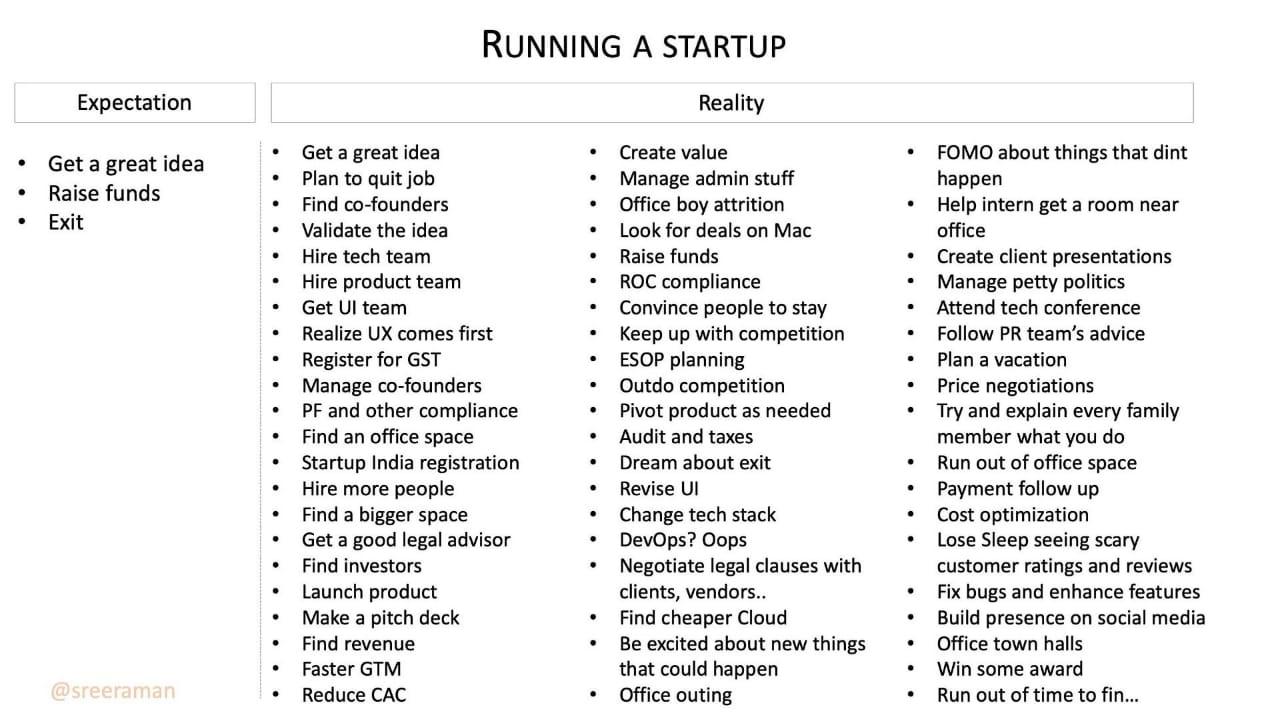 RUNNING A STARTUP
Expectation
• Get a great idea
• Raise funds
• Exit
Reality
• Get a great idea
• Plan to quit job
• Find co-founders
• Validate the idea
• Hire tech team
• Hire product team
• Get UI team
• Realize UX comes first
• Register for GST
• Manage co-founders
• PF and other compliance
• Find an office space
• Startup India registration
• Hire more people
• Find a bigger space
• Get a good legal advisor
• Find investors
• Launch product
• Make a pitch deck
• Find revenue
• Faster GTM
• Reduce CAC
• Create value
• Manage admin stuff
• Office boy attrition
• Look for deals on Mac
• Raise funds
• ROC compliance
• Convince people to stay
• Keep up with competition
• ESOP planning
• Outdo competition
• Pivot product as needed
• Audit and taxes
• Dream about exit
• Revise UI
• Change tech stack
• DevOps? Oops
• Negotiate legal clauses with
clients, vendors..
• Find cheaper Cloud
• Be excited about new things
that could happen
• Office outing
• FOMO about things that dint
happen
• Help intern get a room near
office
• Create client presentations
• Manage petty politics
• Attend tech conference
• Follow PR team’s advice
• Plan a vacation
• Price negotiations
• Try and explain every family
member what you do
• Run out of office space
• Payment follow up
• Cost optimization
• Lose Sleep seeing scary
customer ratings and reviews
• Fix bugs and enhance features
• Build presence on social media
• Office town halls
• Win some award
• Run out of time to fin…
@sreeraman